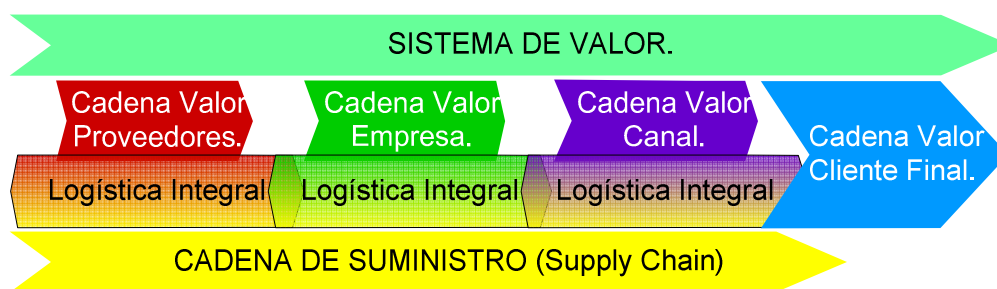 SISTEMA DE VALOR.
Cadena Valor
Proveedores.
Cadena Valor
Empresa.
Cadena Valor
Canal.
Cadena Valor
Cliente Final.
Logística Integral
Logística Integral
Logística Integral
CADENA DE SUMINISTRO (Supply Chain)